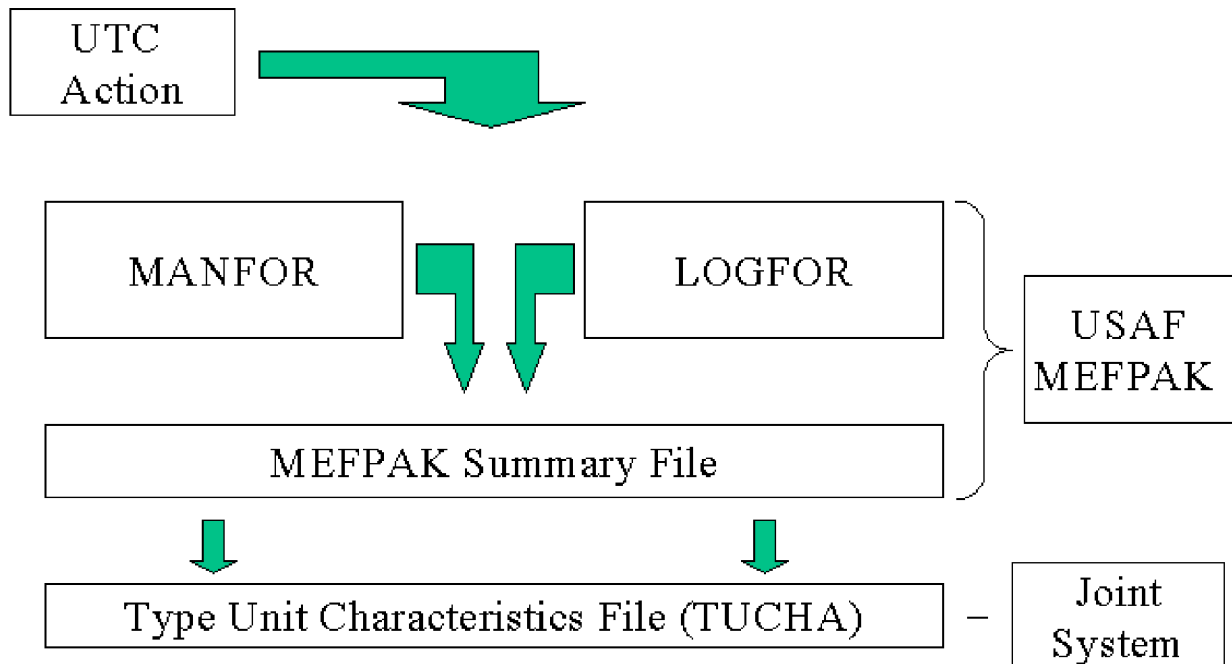 UTC
Action
MANFOR
LOGFOR
USAF
MEFPAK
MEFPAK Summary File
Type Unit Characteristics File (TUCHA)
–
Joint
System